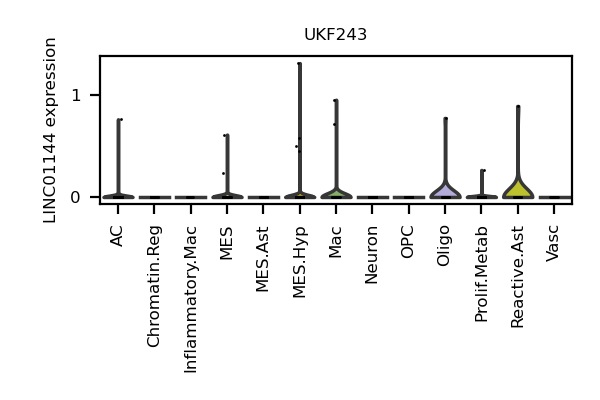 UKF243
LINC01144 expression
1
0
AC
Chromatin.Reg
Inflammatory.Mac
MES
MES.Ast
MES.Hyp
Mac
Neuron
OPC
Oligo
Prolif.Metab
Reactive.Ast
Vasc